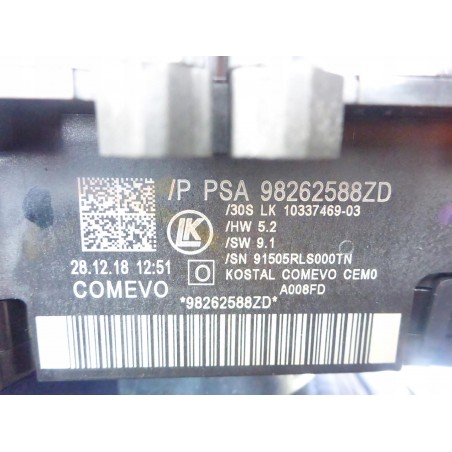 /P PSA 98262588ZD
/30S LK 10337469-03
/HW 5.2
/SW 9.1
/SN 91505RLS000TN
KOSTAL COMEVO CEM0
A008FD
LK
28.12.18 12:51
COMEVO
*98262588ZD*